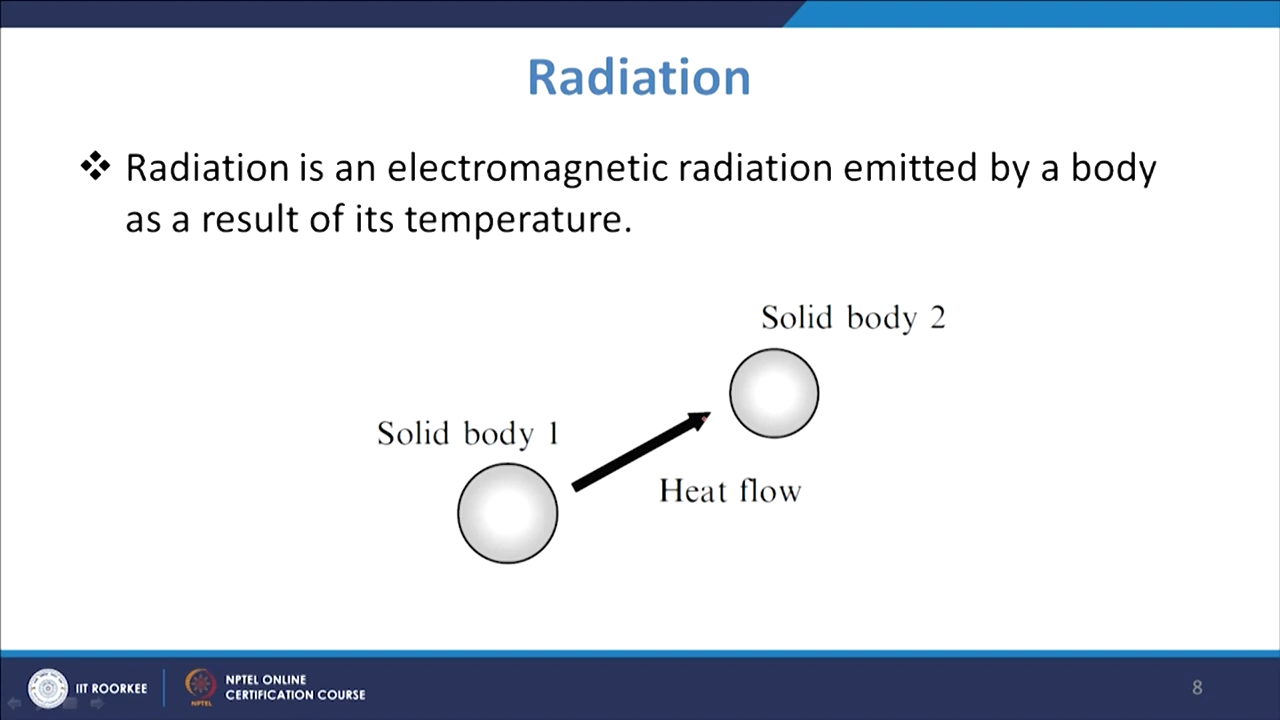 Radiation
❖ Radiation is an electromagnetic radiation emitted by a body
as a result of its temperature.
Solid body 2
Solid body 1
Heat flow
IIT ROORKEE
NPTEL ONLINE
CERTIFICATION COURSE
NPTEL
8